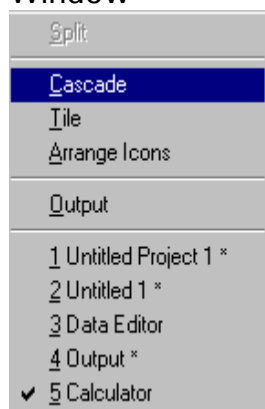 Window
Split
Cascade
Tile
Arrange Icons
Output
1 Untitled Project 1 *
2 Untitled 1 *
3 Data Editor
4 Output *
✔ 5 Calculator